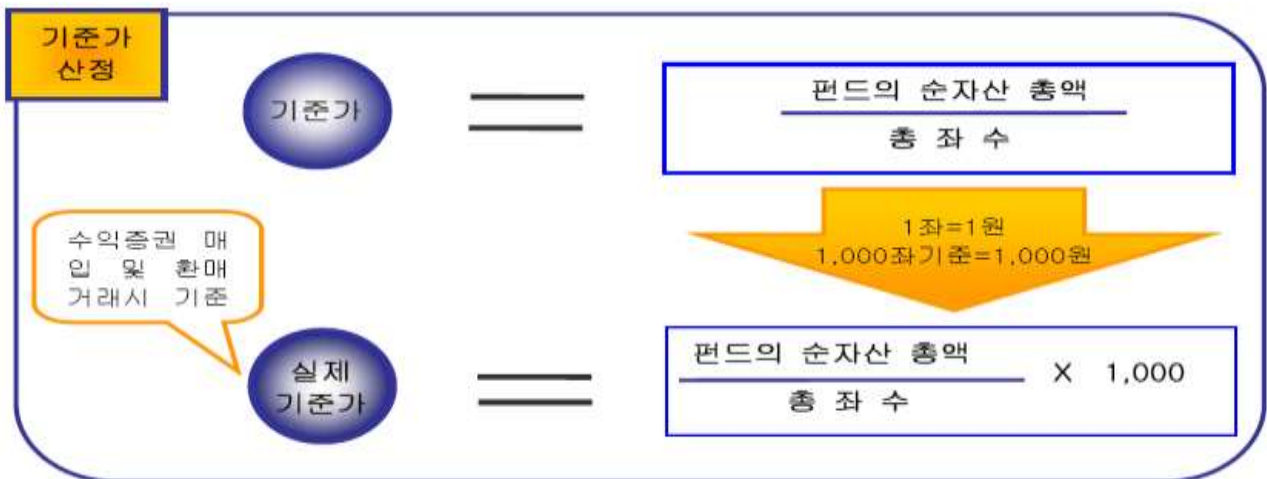 기준가
산정
기준가
펀드의 순자산 총액
총 좌 수
1좌=1원
1,000좌기준=1,000원
수익증권 매
입 및 환매
거래시 기준
실제
기준가
펀드의 순자산 총액
총 좌 수
X 1,000